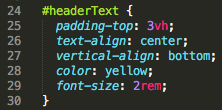 24 #headerText {
25 padding-top: 3vh;
26 text-align: center;
27 vertical-align: bottom;
28 color: yellow;
29 font-size: 2rem;
30 }